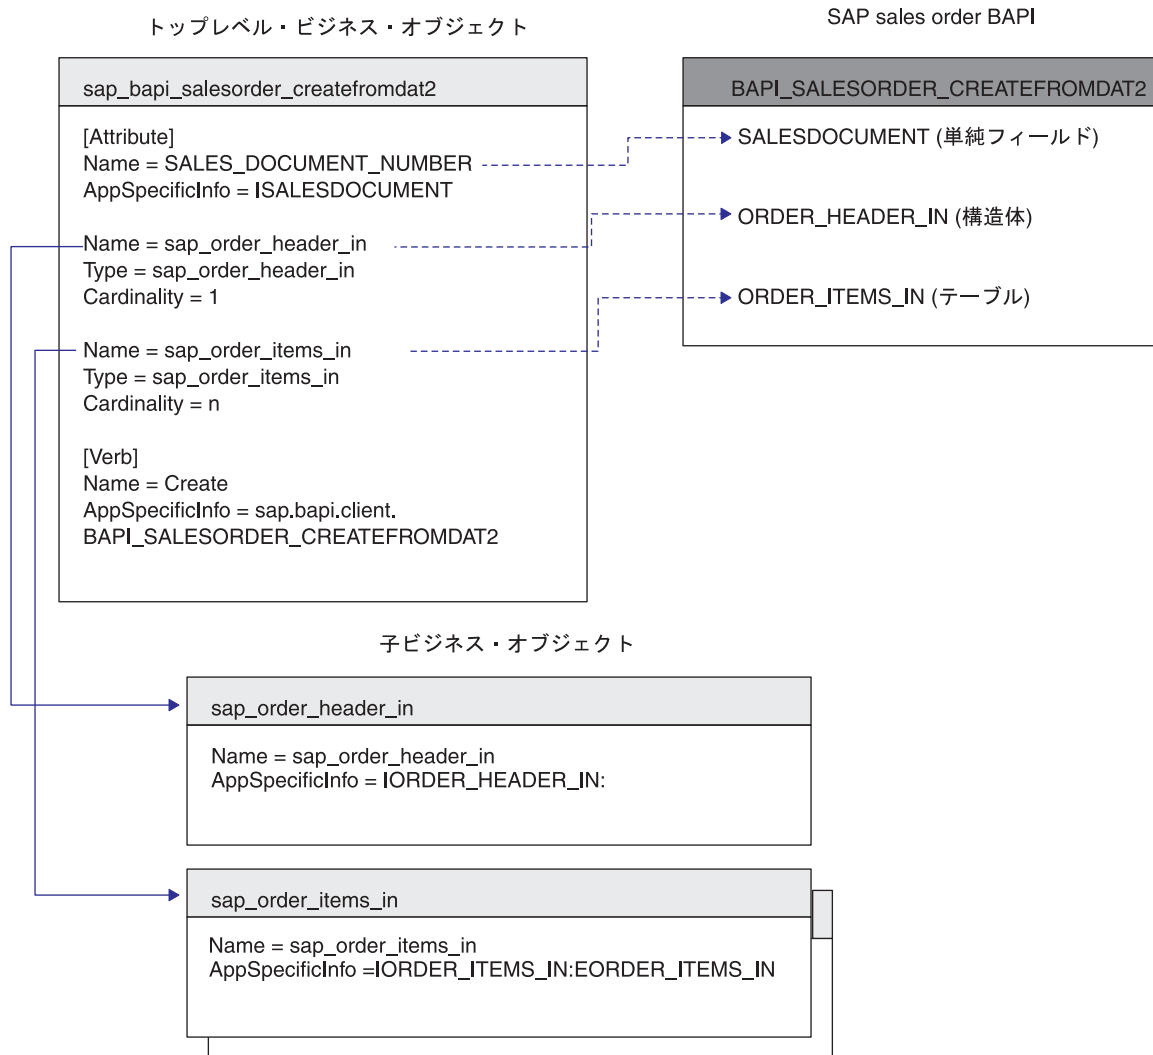 トップレベル・ビジネス・オブジェクト
SAP sales order BAPI
sap_bapi_salesorder_createfromdat2
[Attribute]
Name = SALES_DOCUMENT_NUMBER
AppSpecificInfo = ISALESDOCUMENT
Name = sap_order_header_in
Type = sap_order_header_in
Cardinality = 1
Name = sap_order_items_in
Type = sap_order_items_in
Cardinality = n
[Verb]
Name = Create
AppSpecificInfo = sap.bapi.client.
BAPI_SALESORDER_CREATEFROMDAT2
BAPI_SALESORDER_CREATEFROMDAT2
SALESDOCUMENT (単純フィールド)
ORDER_HEADER_IN (構造体)
ORDER_ITEMS_IN (テーブル)
子ビジネス・オブジェクト
sap_order_header_in
Name = sap_order_header_in
AppSpecificInfo = IORDER_HEADER_IN:
sap_order_items_in
Name = sap_order_items_in
AppSpecificInfo =IORDER_ITEMS_IN:EORDER_ITEMS_IN